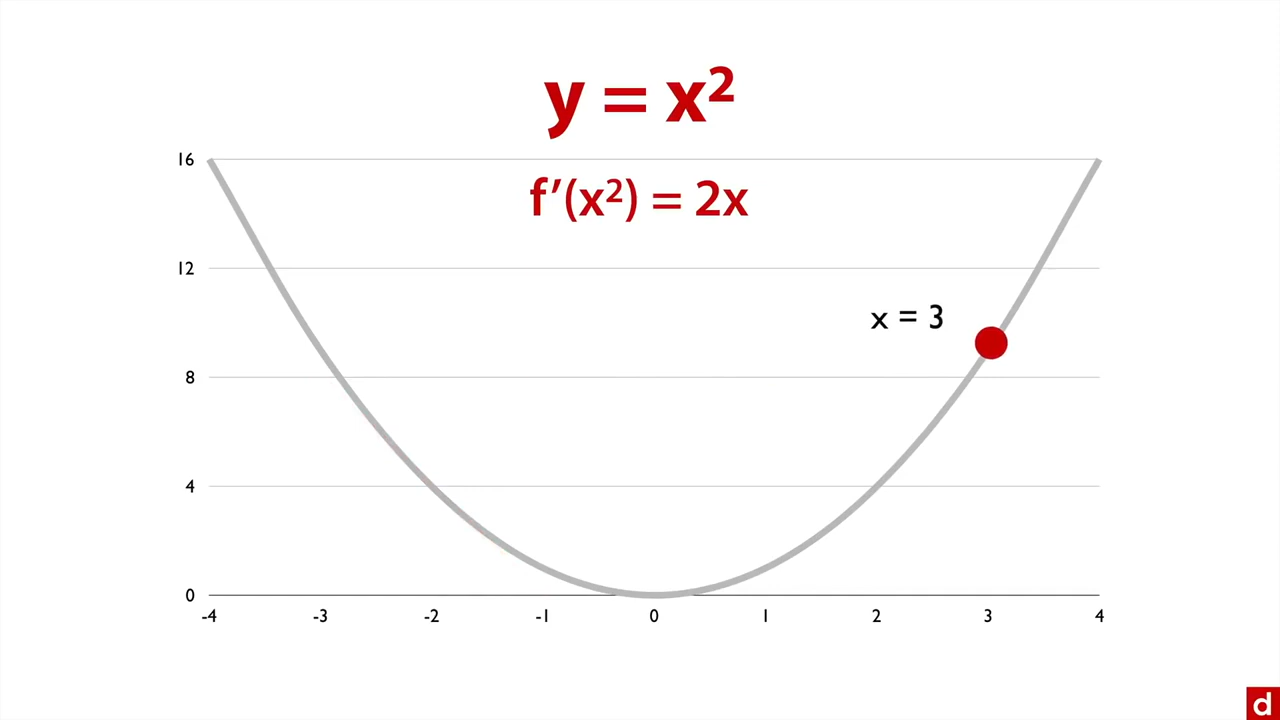 y = x²
16
f′(x²) = 2x
12
x = 3
8
4
0
-4 -3 -2 -1 0 1 2 3 4
d